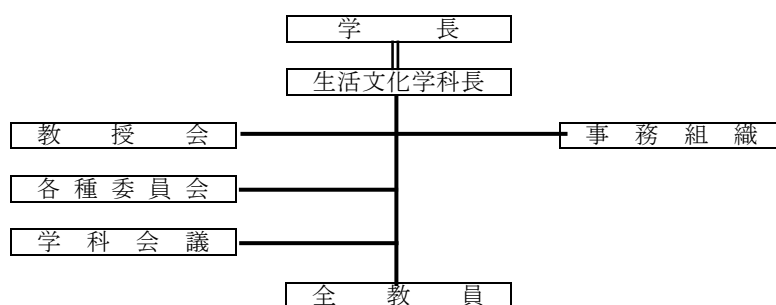 学長
生活文化学科長
教授会
事務組織
各種委員会
学科会議
全教員